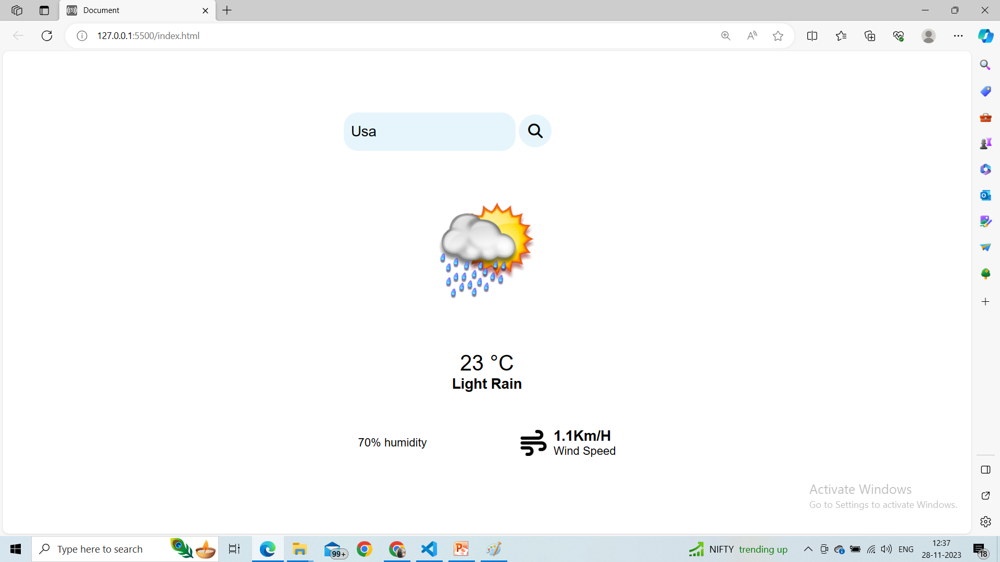 Document
127.0.0.1:5500/index.html
Usa
23 °C
Light Rain
70% humidity
1.1Km/H
Wind Speed
Activate Windows
Go to Settings to activate Windows.
Type here to search
99+
NIFTY trending up
ENG
12:37
28-11-2023
18